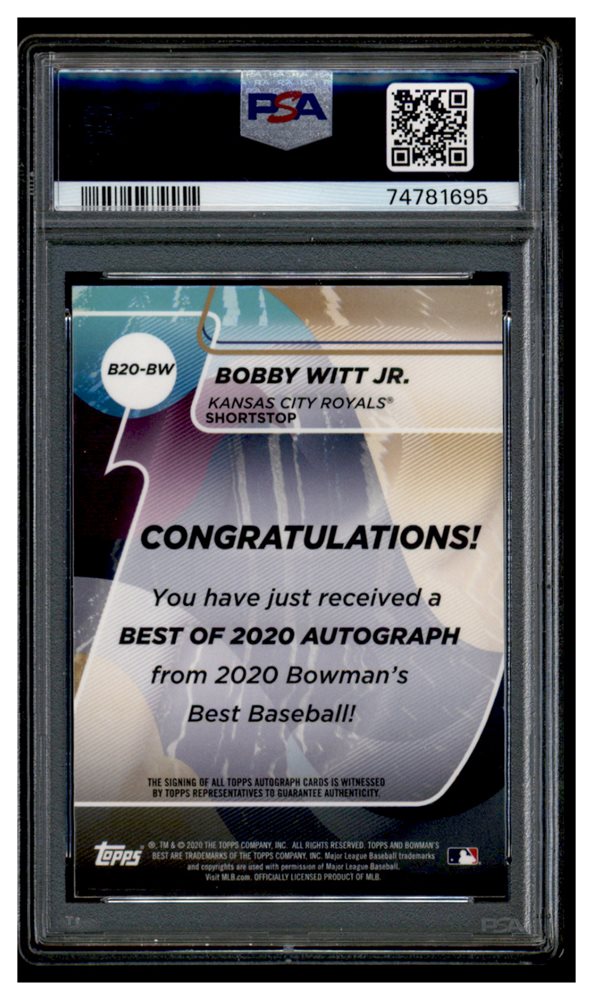 PSA
74781695
B20-BW
BOBBY WITT JR.
KANSAS CITY ROYALS®
SHORTSTOP
CONGRATULATIONS!
You have just received a
BEST OF 2020 AUTOGRAPH
from 2020 Bowman's
Best Baseball!
THE SIGNING OF ALL TOPPS AUTOGRAPH CARDS IS WITNESSED
BY TOPPS REPRESENTATIVES TO GUARANTEE AUTHENTICITY.
topps
®, TM & © 2020 THE TOPPS COMPANY, INC. ALL RIGHTS RESERVED. TOPPS AND BOWMAN'S
BEST ARE TRADEMARKS OF THE TOPPS COMPANY, INC. Major League Baseball trademarks
and copyrights are used with permission of Major League Baseball.
Visit MLB.com. OFFICIALLY LICENSED PRODUCT OF MLB.
PSA